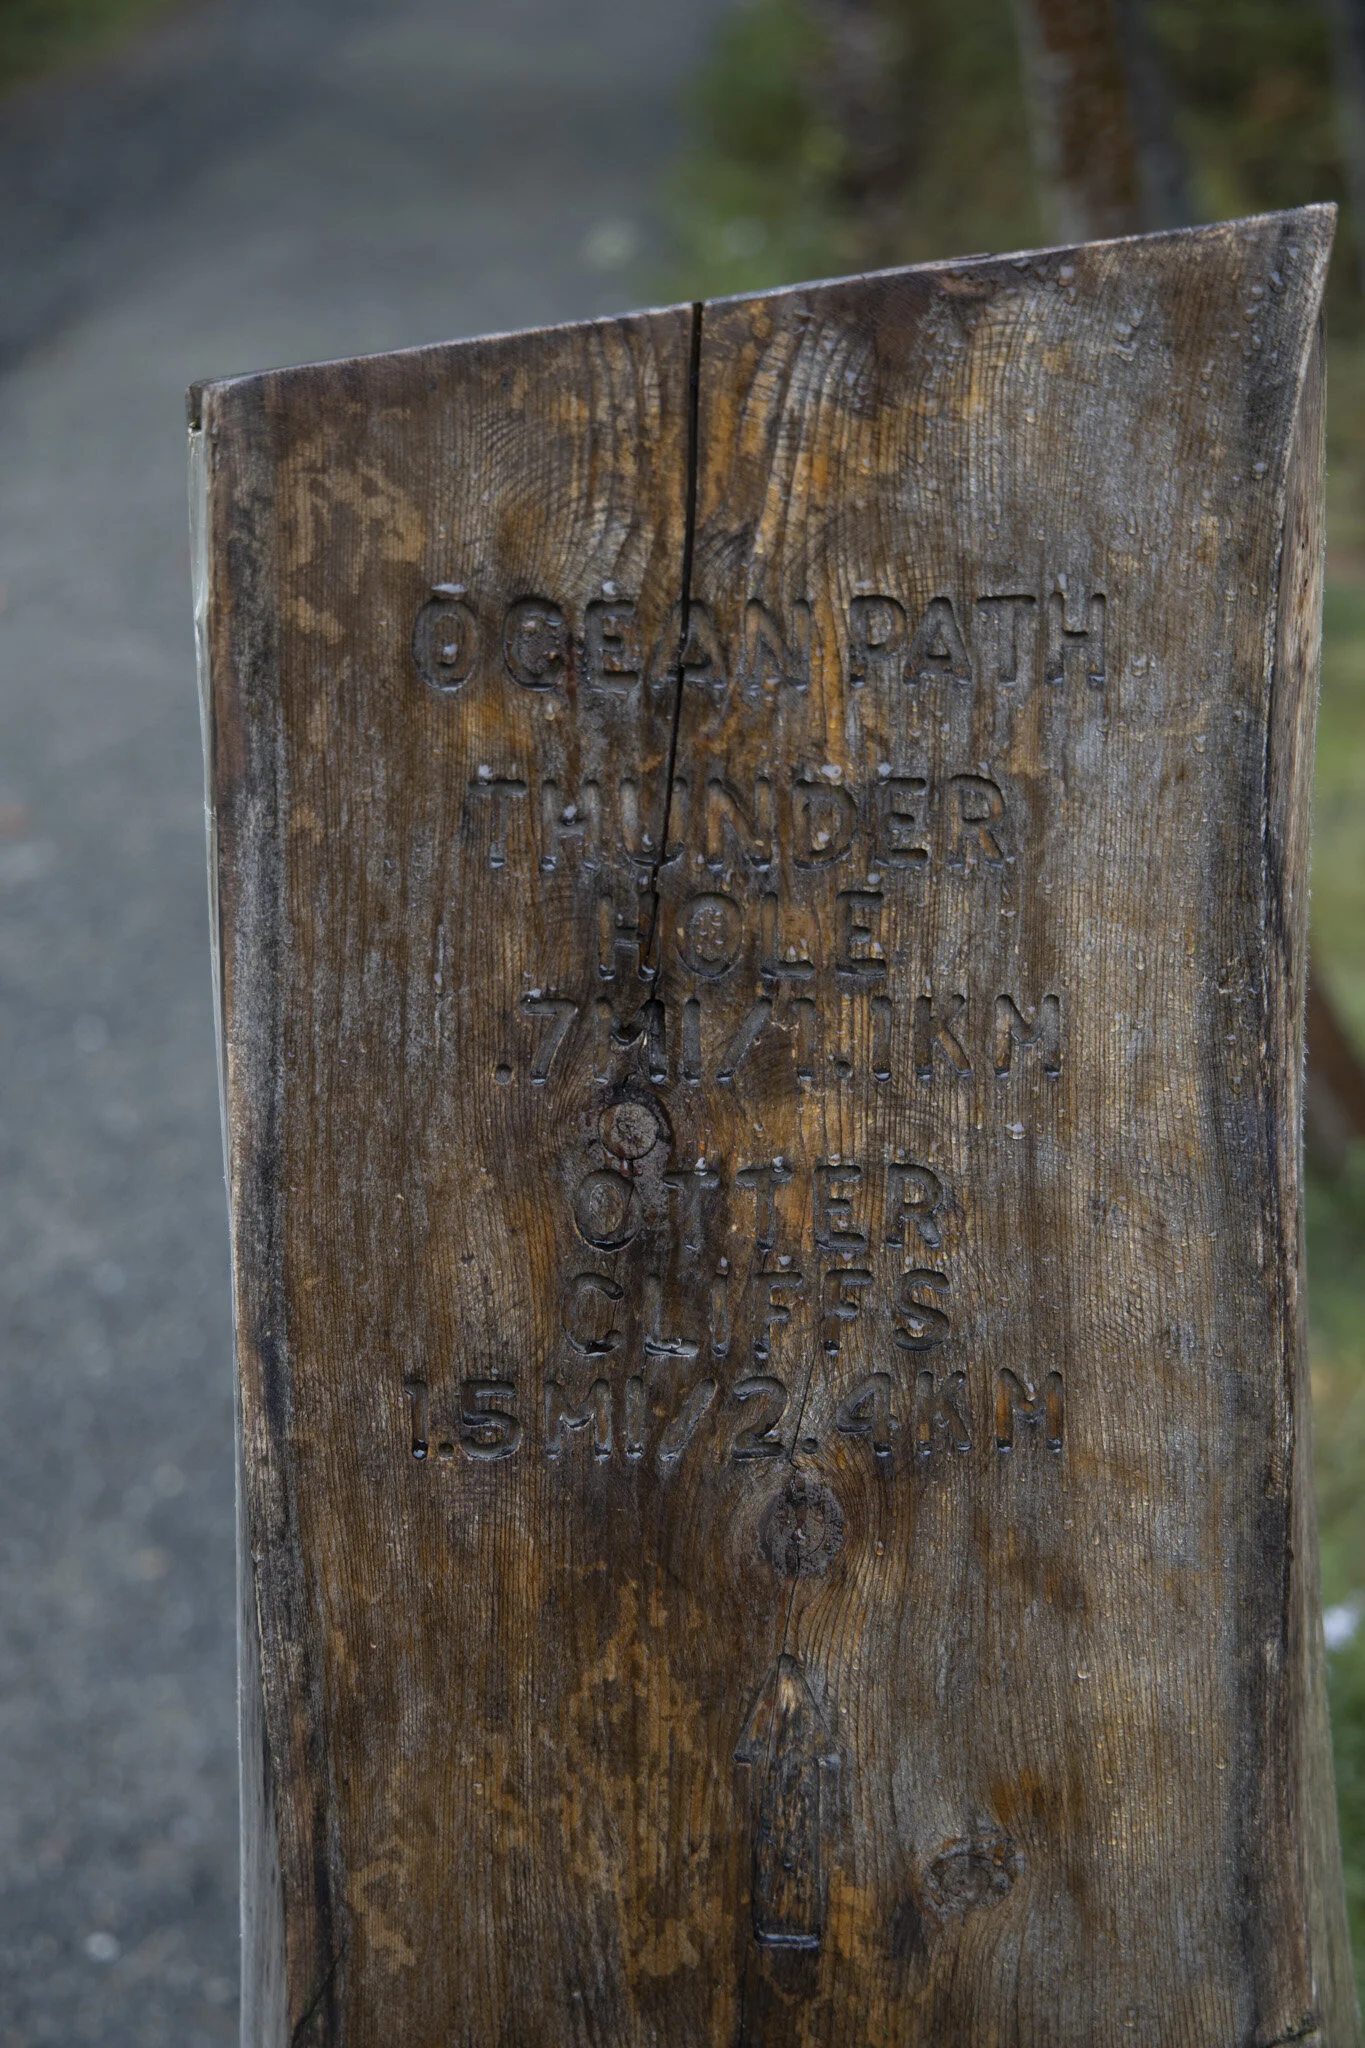 OCEAN PATH
THUNDER
HOLE
.7MI/1.1KM
OTTER
CLIFFS
1.5MI/2.4KM